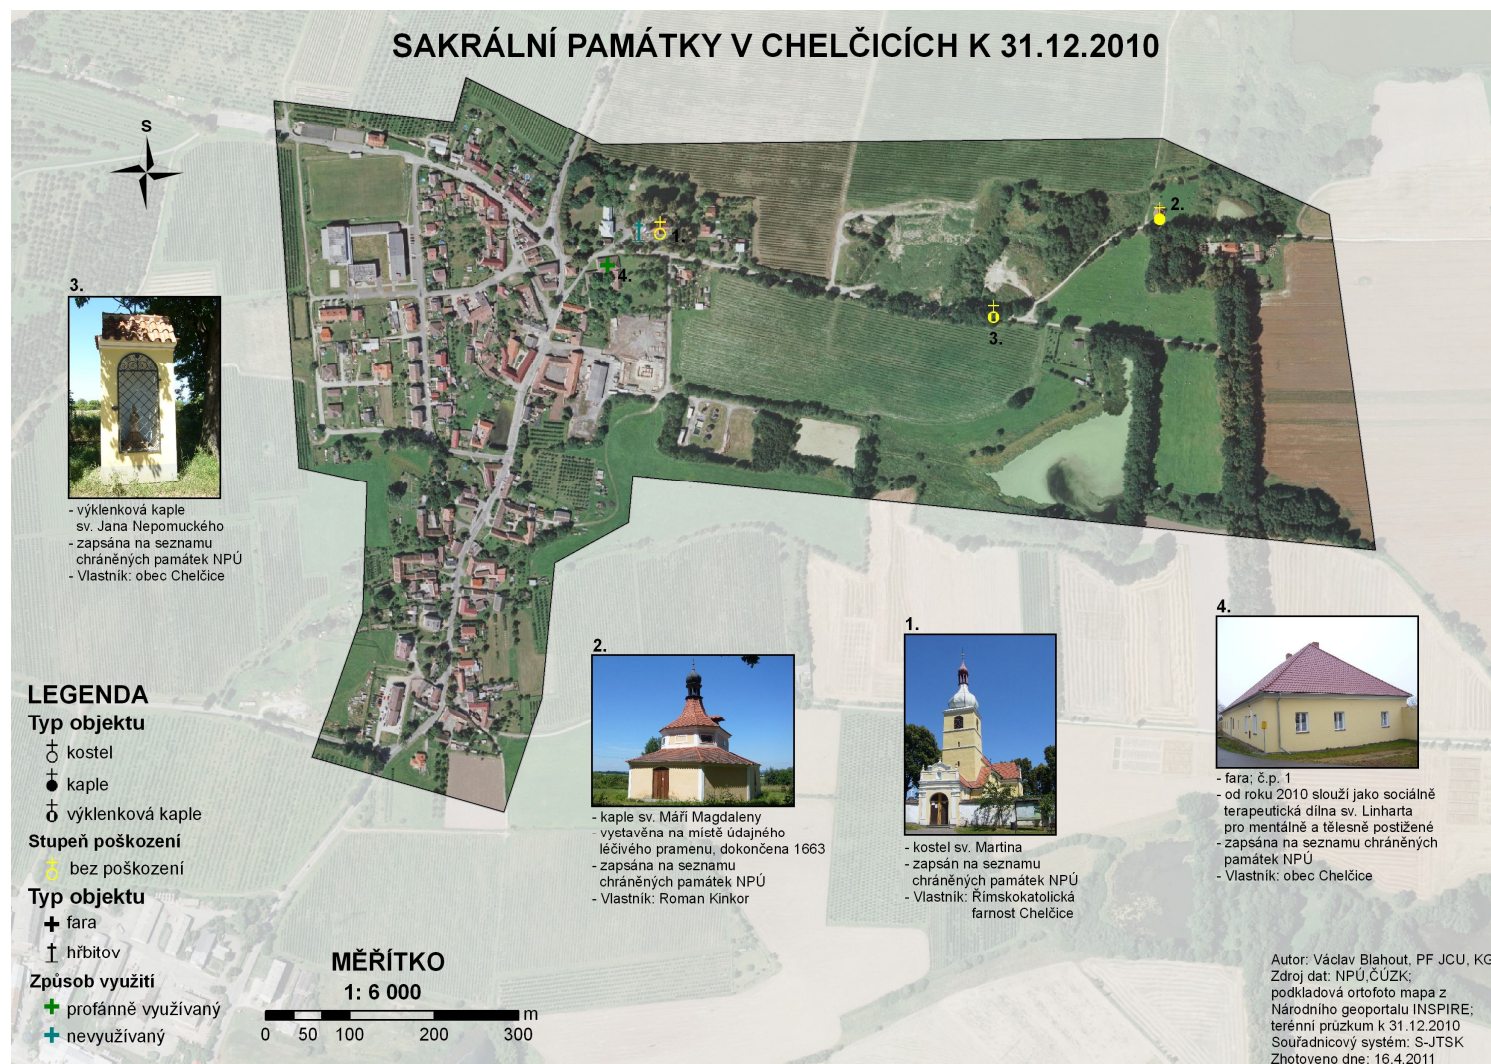 SAKRÁLNÍ PAMÁTKY V CHELČICÍCH K 31.12.2010
S
1.
2.
3.
4.
3.
- výklenková kaple
sv. Jana Nepomuckého
- zapsána na seznamu
chráněných památek NPÚ
- Vlastník: obec Chelčice
2.
- kaple sv. Máří Magdaleny
- vystavěna na místě údajného
léčivého pramenu, dokončena 1663
- zapsána na seznamu
chráněných památek NPÚ
- Vlastník: Roman Kinkor
1.
- kostel sv. Martina
- zapsán na seznamu
chráněných památek NPÚ
- Vlastník: Římskokatolická
farnost Chelčice
4.
- fara; č.p. 1
- od roku 2010 slouží jako sociálně
terapeutická dílna sv. Linharta
pro mentálně a tělesně postižené
- zapsána na seznamu chráněných
památek NPÚ
- Vlastník: obec Chelčice
LEGENDA
Typ objektu
kostel
kaple
výklenková kaple
Stupeň poškození
bez poškození
Typ objektu
fara
hřbitov
Způsob využití
profánně využívaný
nevyužívaný
MĚŘÍTKO
1: 6 000
m
0 50 100 200 300
Autor: Václav Blahout, PF JCU, KG
Zdroj dat: NPÚ,ČÚZK;
podkladová ortofoto mapa z
Národního geoportalu INSPIRE;
terénní průzkum k 31.12.2010
Souřadnicový systém: S-JTSK
Zhotoveno dne: 16.4.2011